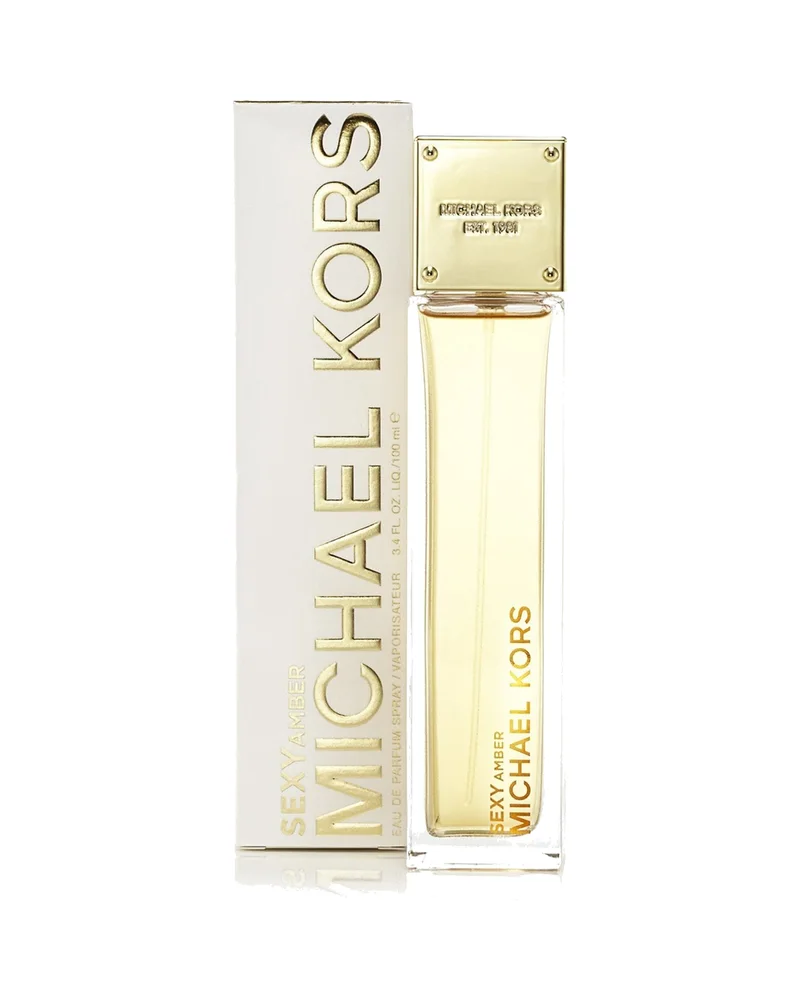 SEXY AMBER
MICHAEL KORS
EAU DE PARFUM SPRAY / VAPORISATEUR 3.4 FL. OZ. LIQ./100 ml ℮
MICHAEL KORS
EST. 1981
SEXY AMBER
MICHAEL KORS